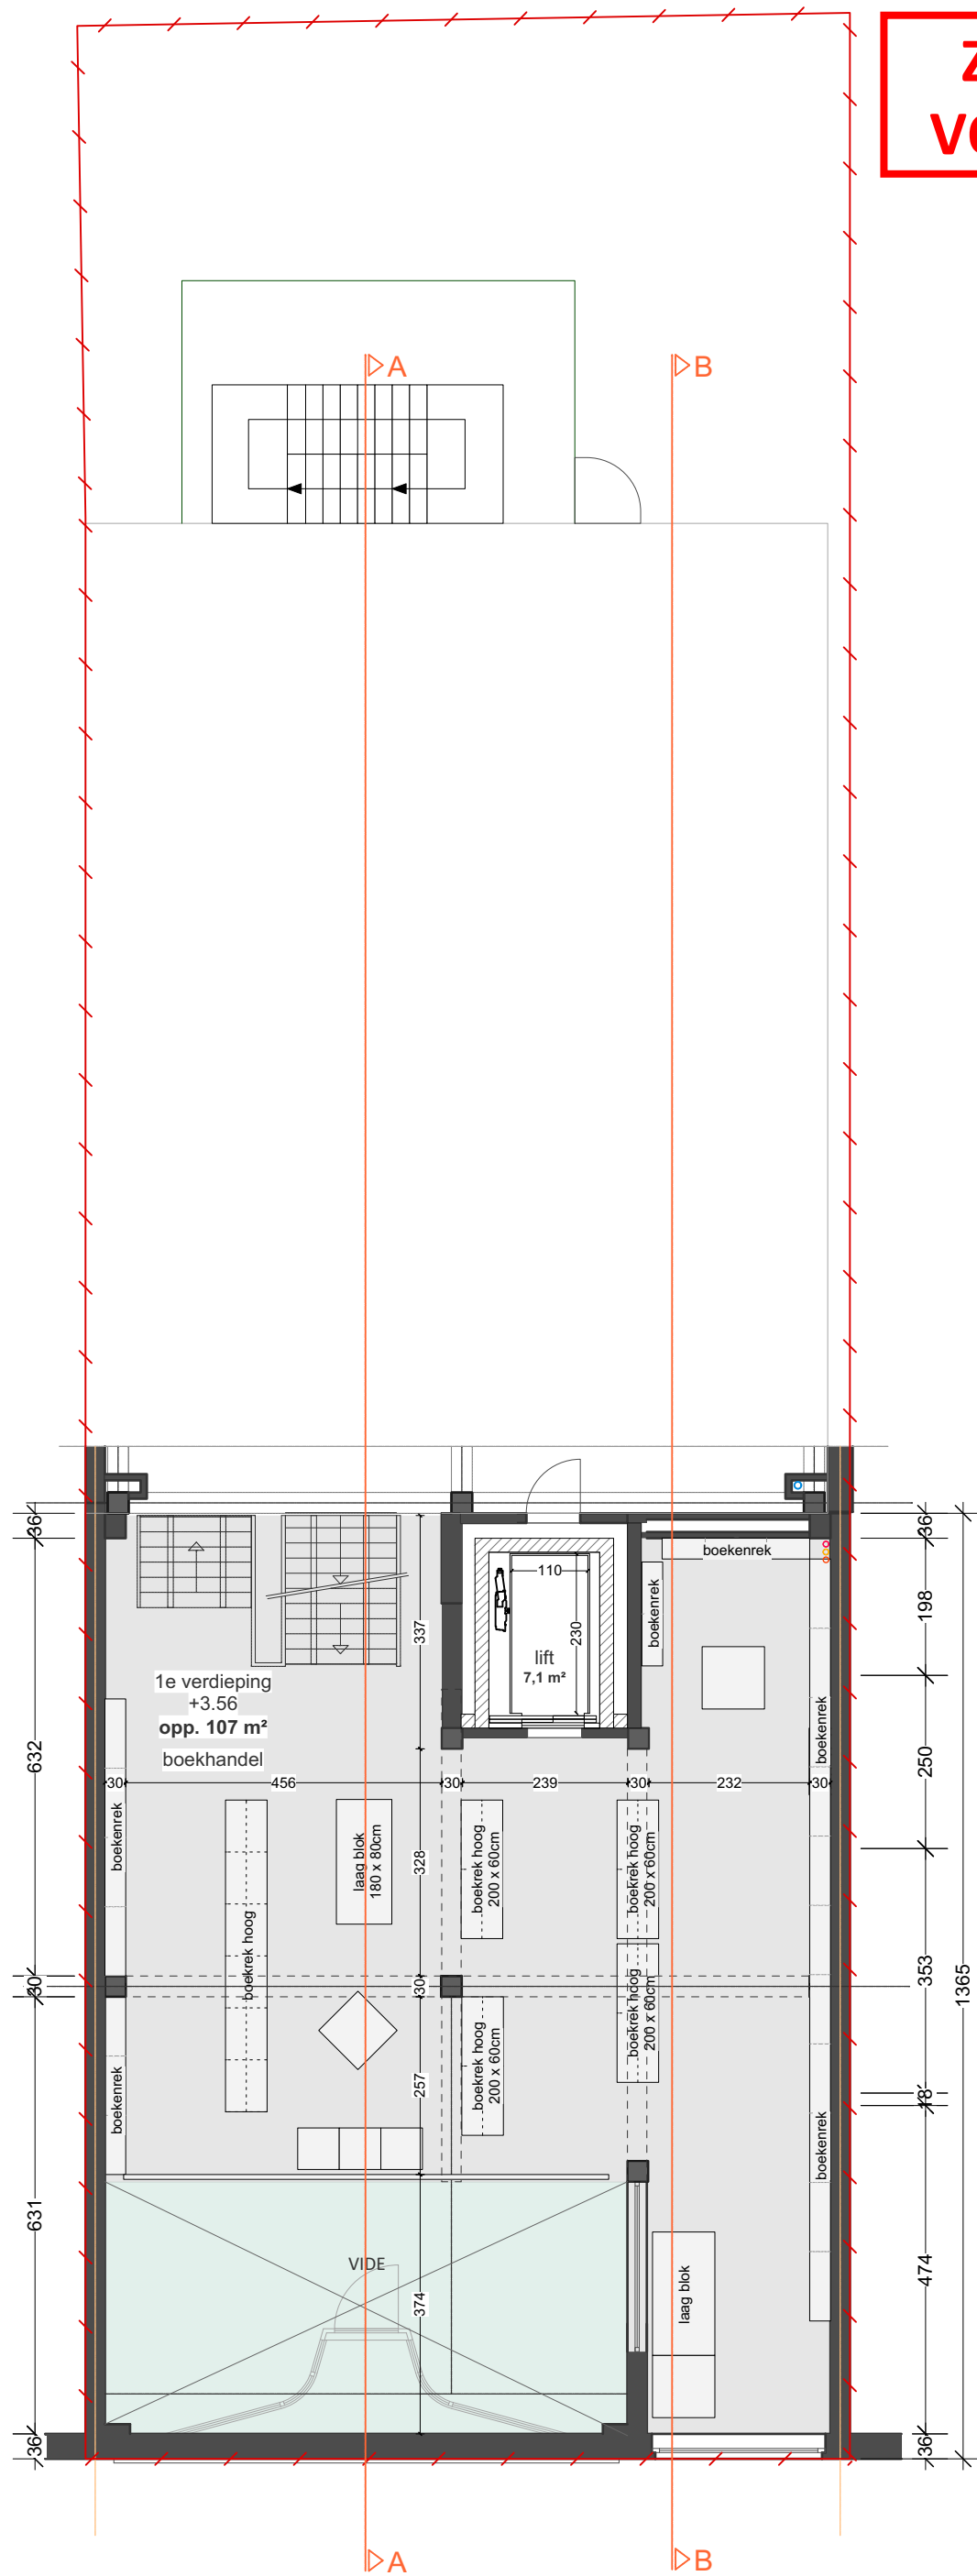 Z
VO
A
B
boekenrek
110
230
lift
7,1 m²
boekenrek
337
1e verdieping
+3.56
opp. 107 m²
boekhandel
boekenrek
30
456
30
239
30
232
30
boekenrek
laag blok
180 x 80cm
328
boekrek hoog
200 x 60cm
boekrek hoog
200 x 60cm
boekrek hoog
30
boekrek hoog
200 x 60cm
boekrek hoog
200 x 60cm
257
boekenrek
boekenrek
VIDE
374
laag blok
36
632
30
631
36
36
198
250
353
18
474
36
1365
A
B